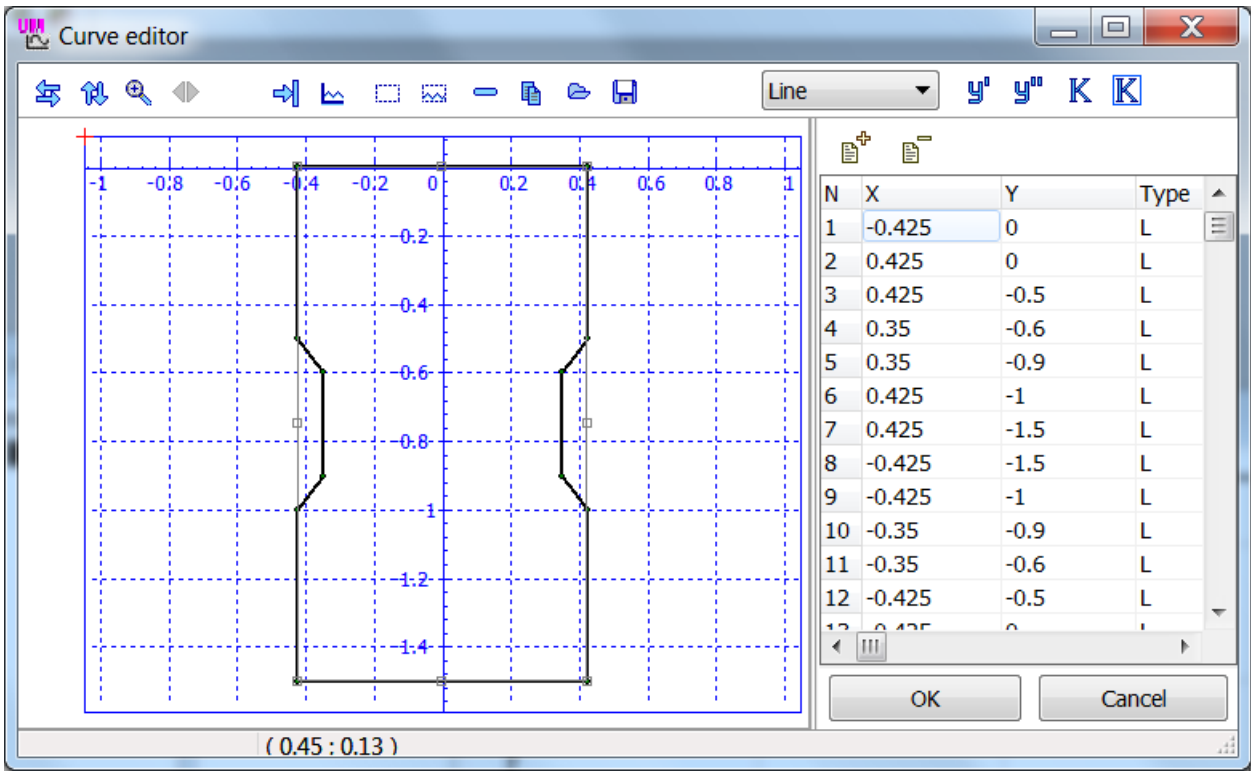 UM Curve editor
Line y' y'' K K
-1 -0.8 -0.6 -0.4 -0.2 0 0.2 0.4 0.6 0.8 1
-0.2
-0.4
-0.6
-0.8
-1
-1.2
-1.4
N X Y Type
1 -0.425 0 L
2 0.425 0 L
3 0.425 -0.5 L
4 0.35 -0.6 L
5 0.35 -0.9 L
6 0.425 -1 L
7 0.425 -1.5 L
8 -0.425 -1.5 L
9 -0.425 -1 L
10 -0.35 -0.9 L
11 -0.35 -0.6 L
12 -0.425 -0.5 L
13 -0.425 0 L
OK Cancel
( 0.45 : 0.13 )